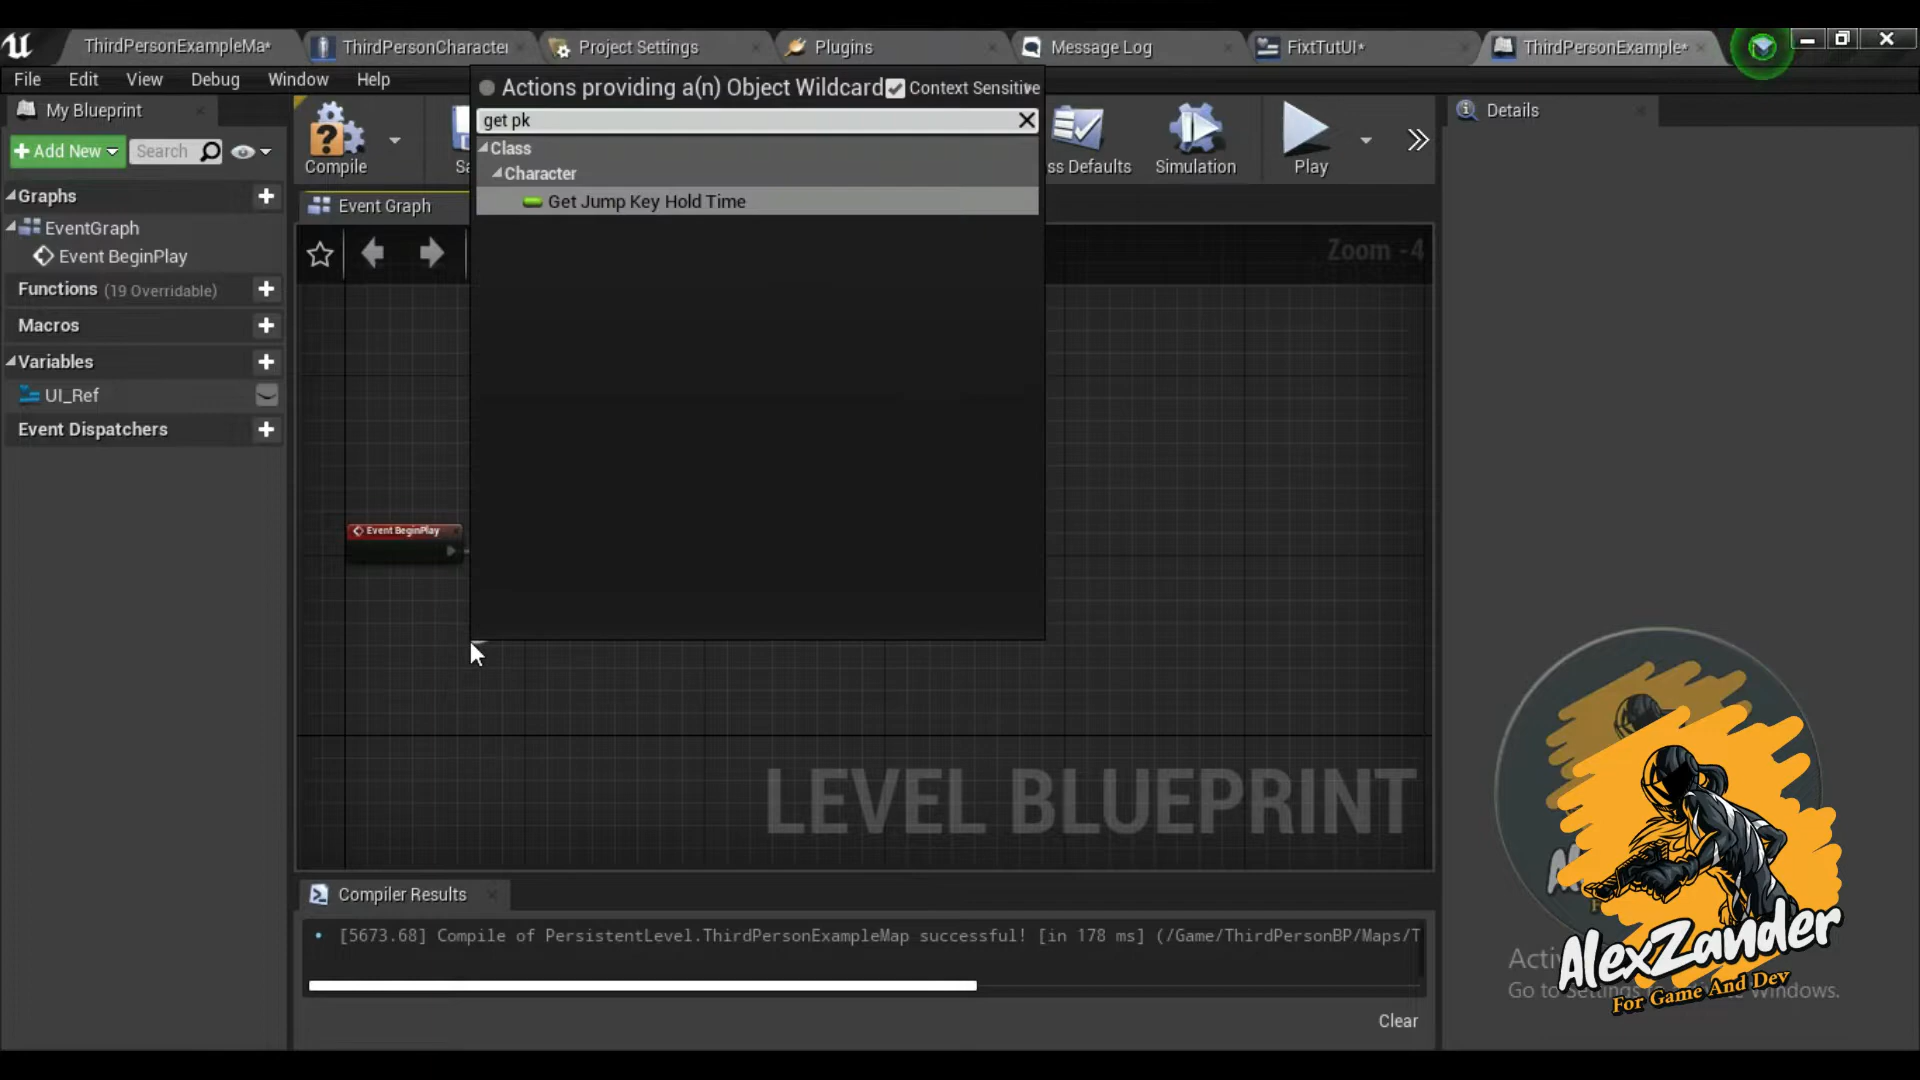 ThirdPersonExampleMa*
ThirdPersonCharacter
Project Settings
Plugins
Message Log
FixtTutUI*
ThirdPersonExample*
File Edit View Debug Window Help
Actions providing a(n) Object Wildcard
Context Sensitive
get pk
Class
Character
Get Jump Key Hold Time
My Blueprint
Add New
Search
Compile
Simulation
Play
Details
Graphs
EventGraph
Event BeginPlay
Functions (19 Overridable)
Macros
Variables
UI_Ref
Event Dispatchers
Event Graph
Zoom -4
Event BeginPlay
LEVEL BLUEPRINT
Compiler Results
[5673.68] Compile of PersistentLevel.ThirdPersonExampleMap successful! [in 178 ms] (/Game/ThirdPersonBP/Maps/T
Clear
AlexZander
For Game And Dev
Go to Settings to activate Windows.